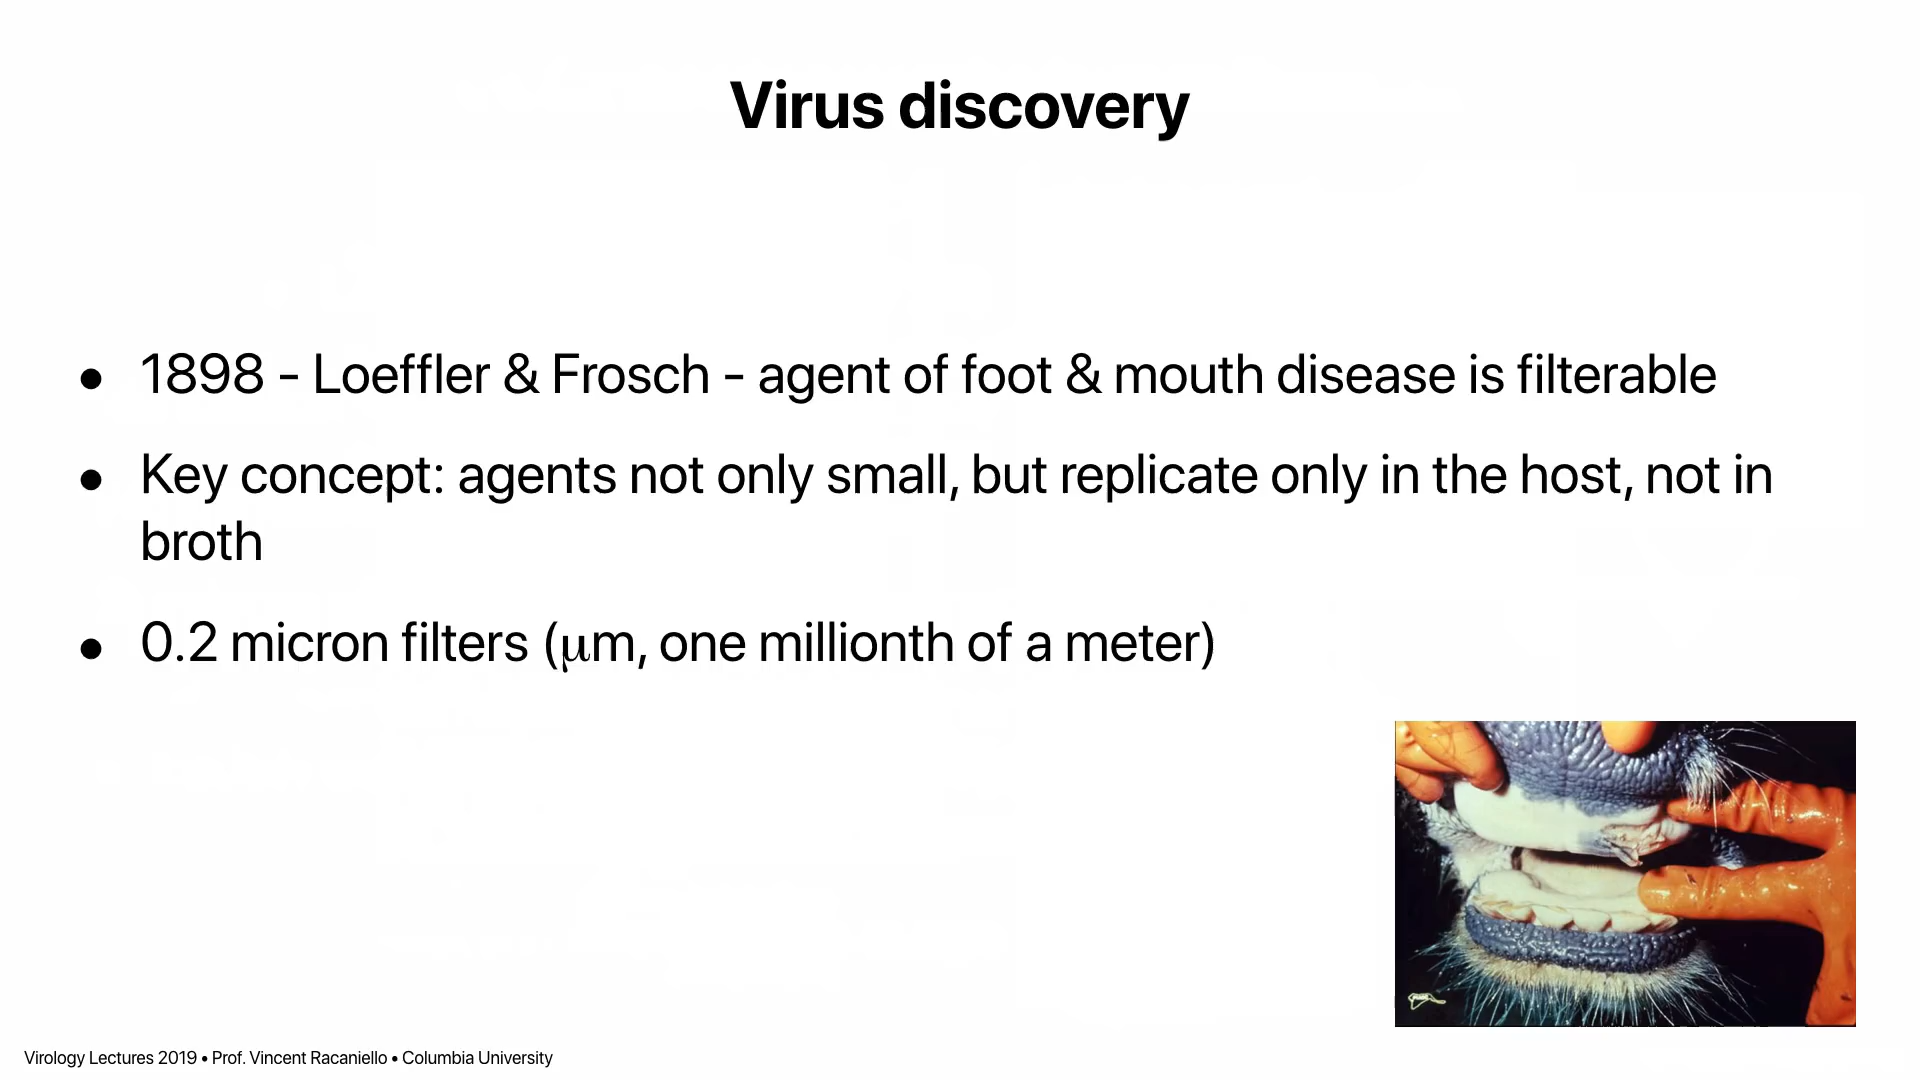 Virus discovery
• 1898 - Loeffler & Frosch - agent of foot & mouth disease is filterable
• Key concept: agents not only small, but replicate only in the host, not in
broth
• 0.2 micron filters (μm, one millionth of a meter)
Virology Lectures 2019 • Prof. Vincent Racaniello • Columbia University